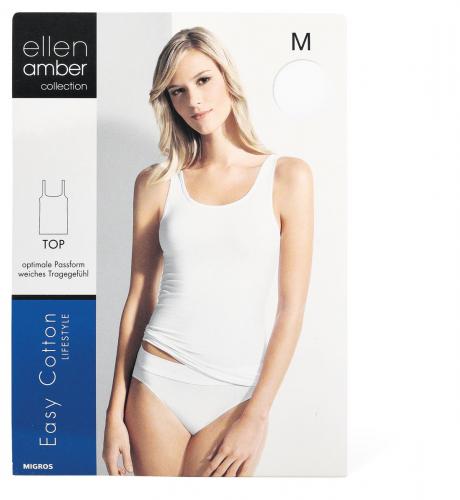 ellen
amber
collection
M
TOP
optimale Passform
weiches Tragegefühl
Easy Cotton
LIFESTYLE
MIGROS